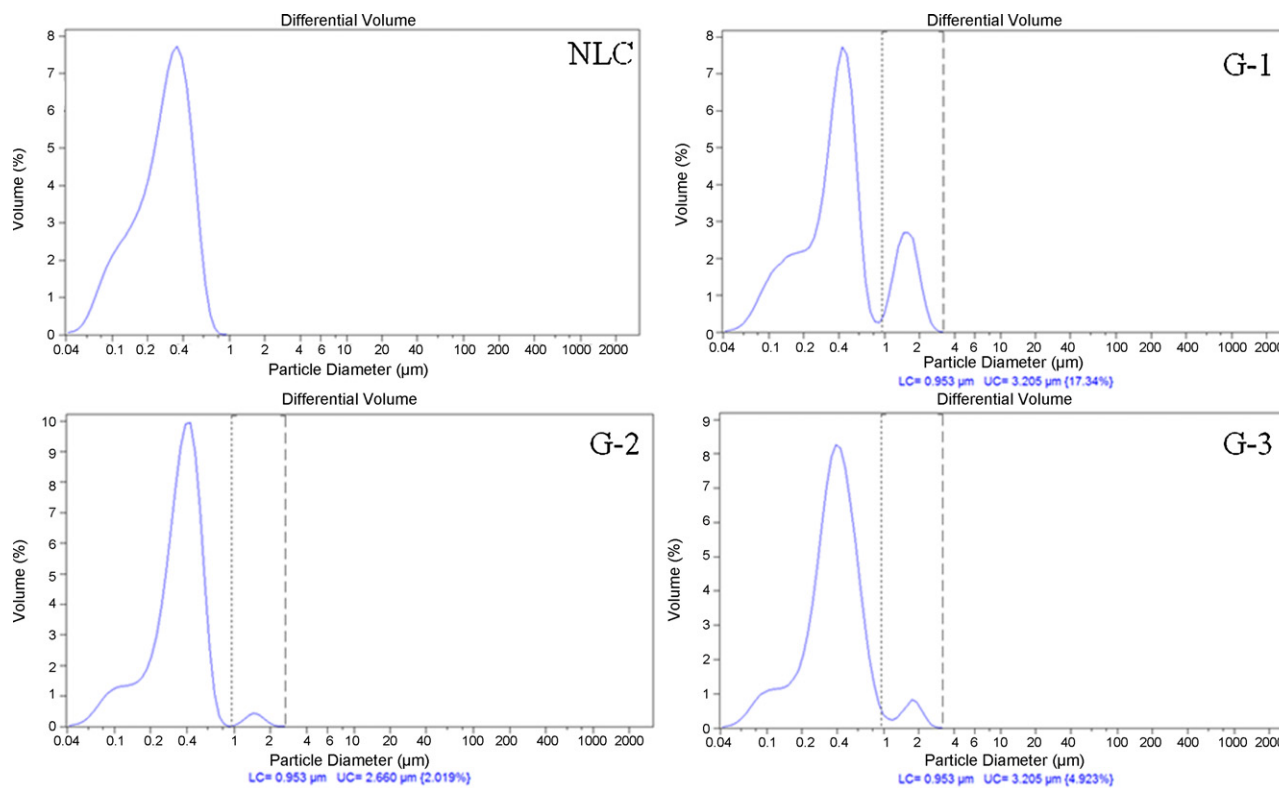 Differential Volume
NLC
Volume (%)
8
7
6
5
4
3
2
1
0
0.04 0.1 0.2 0.4 1 2 4 6 10 20 40 100 200 400 1000 2000
Particle Diameter (µm)
Differential Volume
G-1
Volume (%)
8
7
6
5
4
3
2
1
0
0.04 0.1 0.2 0.4 1 2 4 6 10 20 40 100 200 400 1000 2000
Particle Diameter (µm)
LC= 0.953 µm UC= 3.205 µm {17.34%}
Differential Volume
G-2
Volume (%)
10
9
8
7
6
5
4
3
2
1
0
0.04 0.1 0.2 0.4 1 2 4 6 10 20 40 100 200 400 1000 2000
Particle Diameter (µm)
LC= 0.953 µm UC= 2.660 µm {2.019%}
Differential Volume
G-3
Volume (%)
9
8
7
6
5
4
3
2
1
0
0.04 0.1 0.2 0.4 1 2 4 6 10 20 40 100 200 400 1000 2000
Particle Diameter (µm)
LC= 0.953 µm UC= 3.205 µm {4.923%}